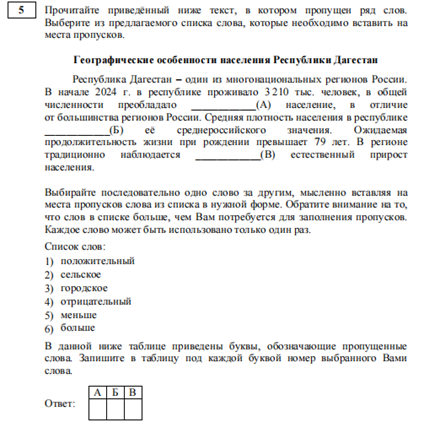 5 Прочитайте приведённый ниже текст, в котором пропущен ряд слов.
Выберите из предлагаемого списка слова, которые необходимо вставить на
места пропусков.
Географические особенности населения Республики Дагестан
Республика Дагестан – один из многонациональных регионов России.
В начале 2024 г. в республике проживало 3 210 тыс. человек, в общей
численности преобладало ____________(А) население, в отличие
от большинства регионов России. Средняя плотность населения в республике
____________(Б) её среднероссийского значения. Ожидаемая
продолжительность жизни при рождении превышает 79 лет. В регионе
традиционно наблюдается ____________(В) естественный прирост
населения.
Выбирайте последовательно одно слово за другим, мысленно вставляя на
места пропусков слова из списка в нужной форме. Обратите внимание на то,
что слов в списке больше, чем Вам потребуется для заполнения пропусков.
Каждое слово может быть использовано только один раз.
Список слов:
1) положительный
2) сельское
3) городское
4) отрицательный
5) меньше
6) больше
В данной ниже таблице приведены буквы, обозначающие пропущенные
слова. Запишите в таблицу под каждой буквой номер выбранного Вами
слова.
А Б В
Ответ: